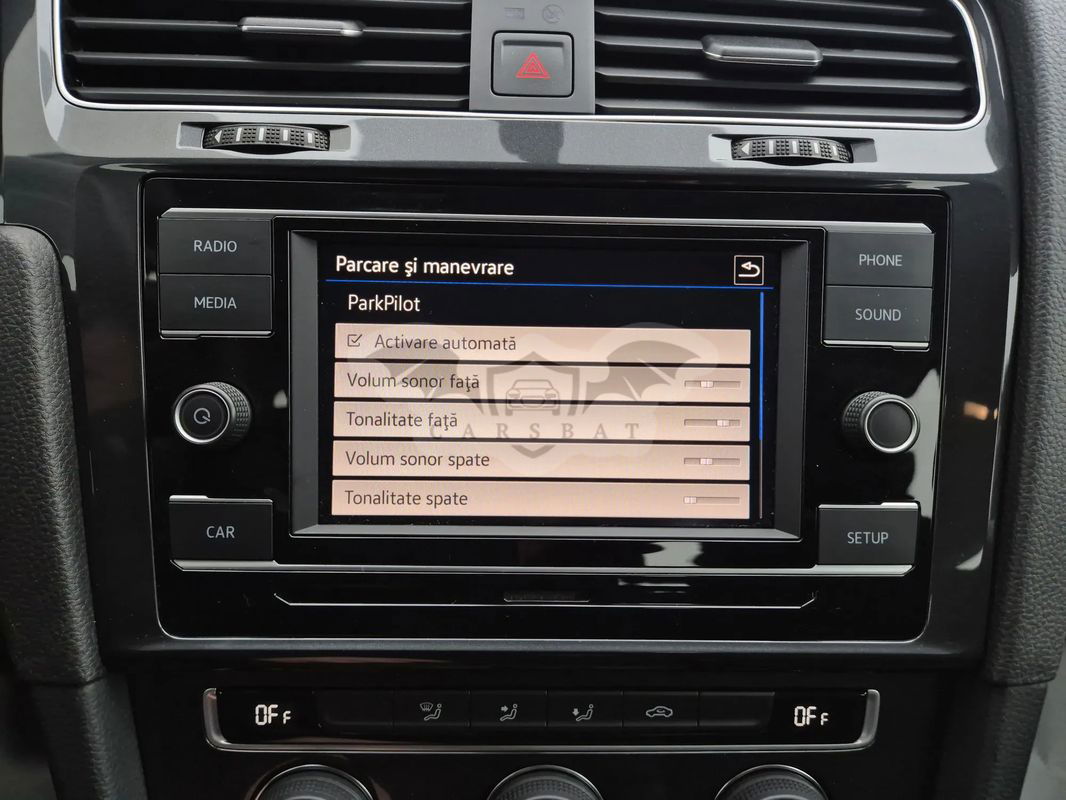 RADIO
MEDIA
PHONE
SOUND
Parcare şi manevrare
ParkPilot
Activare automată
Volum sonor faţă
Tonalitate faţă
CARSBAT
Volum sonor spate
Tonalitate spate
CAR
SETUP
OFF
OFF